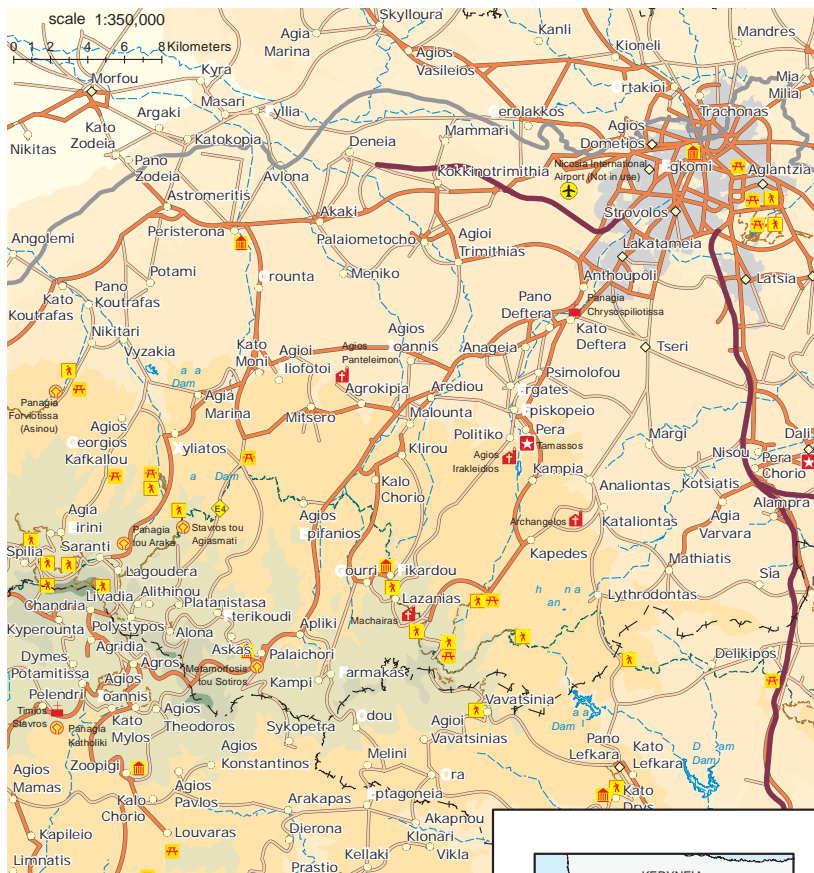 scale 1:350,000
0 1 2 4 6 8 Kilometers
Skylloura
Agia
Marina
Kanli
Mandres
Kioneli
Agios
Vasileios
Morfou
Kyra
Masari
Mia
Milia
Trachonas
Argaki
Kato
Zodeia
Nikitas
Katokopia
Mammari
Agios
Dometios
Deneia
Pano
Zodeia
Avlona
Kokkinotrimithia
Nicosia International
Airport (Not in use)
Aglantzia
Astromeritis
Akaki
Strovolos
Peristerona
Palaiometocho
Agioi
Trimithias
Lakatameia
Angolemi
Potami
Meniko
Anthoupoli
Latsia
Kato
Koutrafas
Pano
Koutrafas
Pano
Deftera
Panagia
Chrysospiliotissa
Nikitari
Kato
Deftera
Vyzakia
Kato
Moni
Agioi
Agios
Panteleimon
Agios
Anageia
Tseri
Dam
Psimolofou
Panagia
Forviotissa
(Asinou)
Agia
Marina
Agrokipia
Arediou
Mitsero
Malounta
Agios
Kafkallou
Politiko
Pera
Tamassos
Margi
Dali
Klirou
Agios
Irakleidios
Nisou
Pera
Chorio
Dam
Kampia
Kalo
Chorio
Analiontas
Kotsiatis
Alampra
E4
Agia
Agios
Archangelos
Kataliontas
Agia
Varvara
Panagia
tou Araka
Stavros tou
Agiasmati
Spilia
Saranti
Kapedes
Mathiatis
Sia
Lagoudera
Livadia
Alithinou
Lythrodontas
Chandria
Platanistasa
Lazanias
Kyperounta
Polystypos
Alona
Machairas
Apliki
Agridia
Dymes
Askas
Palaichori
Agros
Delikipos
Potamitissa
Metamorfosis
tou Sotiros
Kampi
Pelendri
Agios
Vavatsinia
Timios
Stavros
Agios
Theodoros
Dam
Panagia
Katholiki
Kato
Mylos
Sykopetra
Agioi
Vavatsinias
Pano
Lefkara
Kato
Lefkara
Dam
Agios
Konstantinos
Zoopigi
Melini
Agios
Mamas
Agios
Pavlos
Kalo
Chorio
Arakapas
Kato
Drys
Akapnou
Kapileio
Louvaras
Dierona
Klonari
Vikla
Limnatis
Kellaki
Prastio